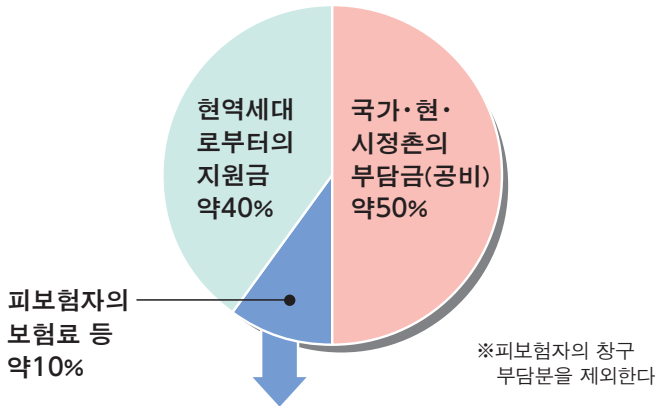 현역세대
로부터의
지원금
약40%
국가·현·
시정촌의
부담금(공비)
약50%
피보험자의
보험료 등
약10%
※피보험자의 창구
부담분을 제외한다